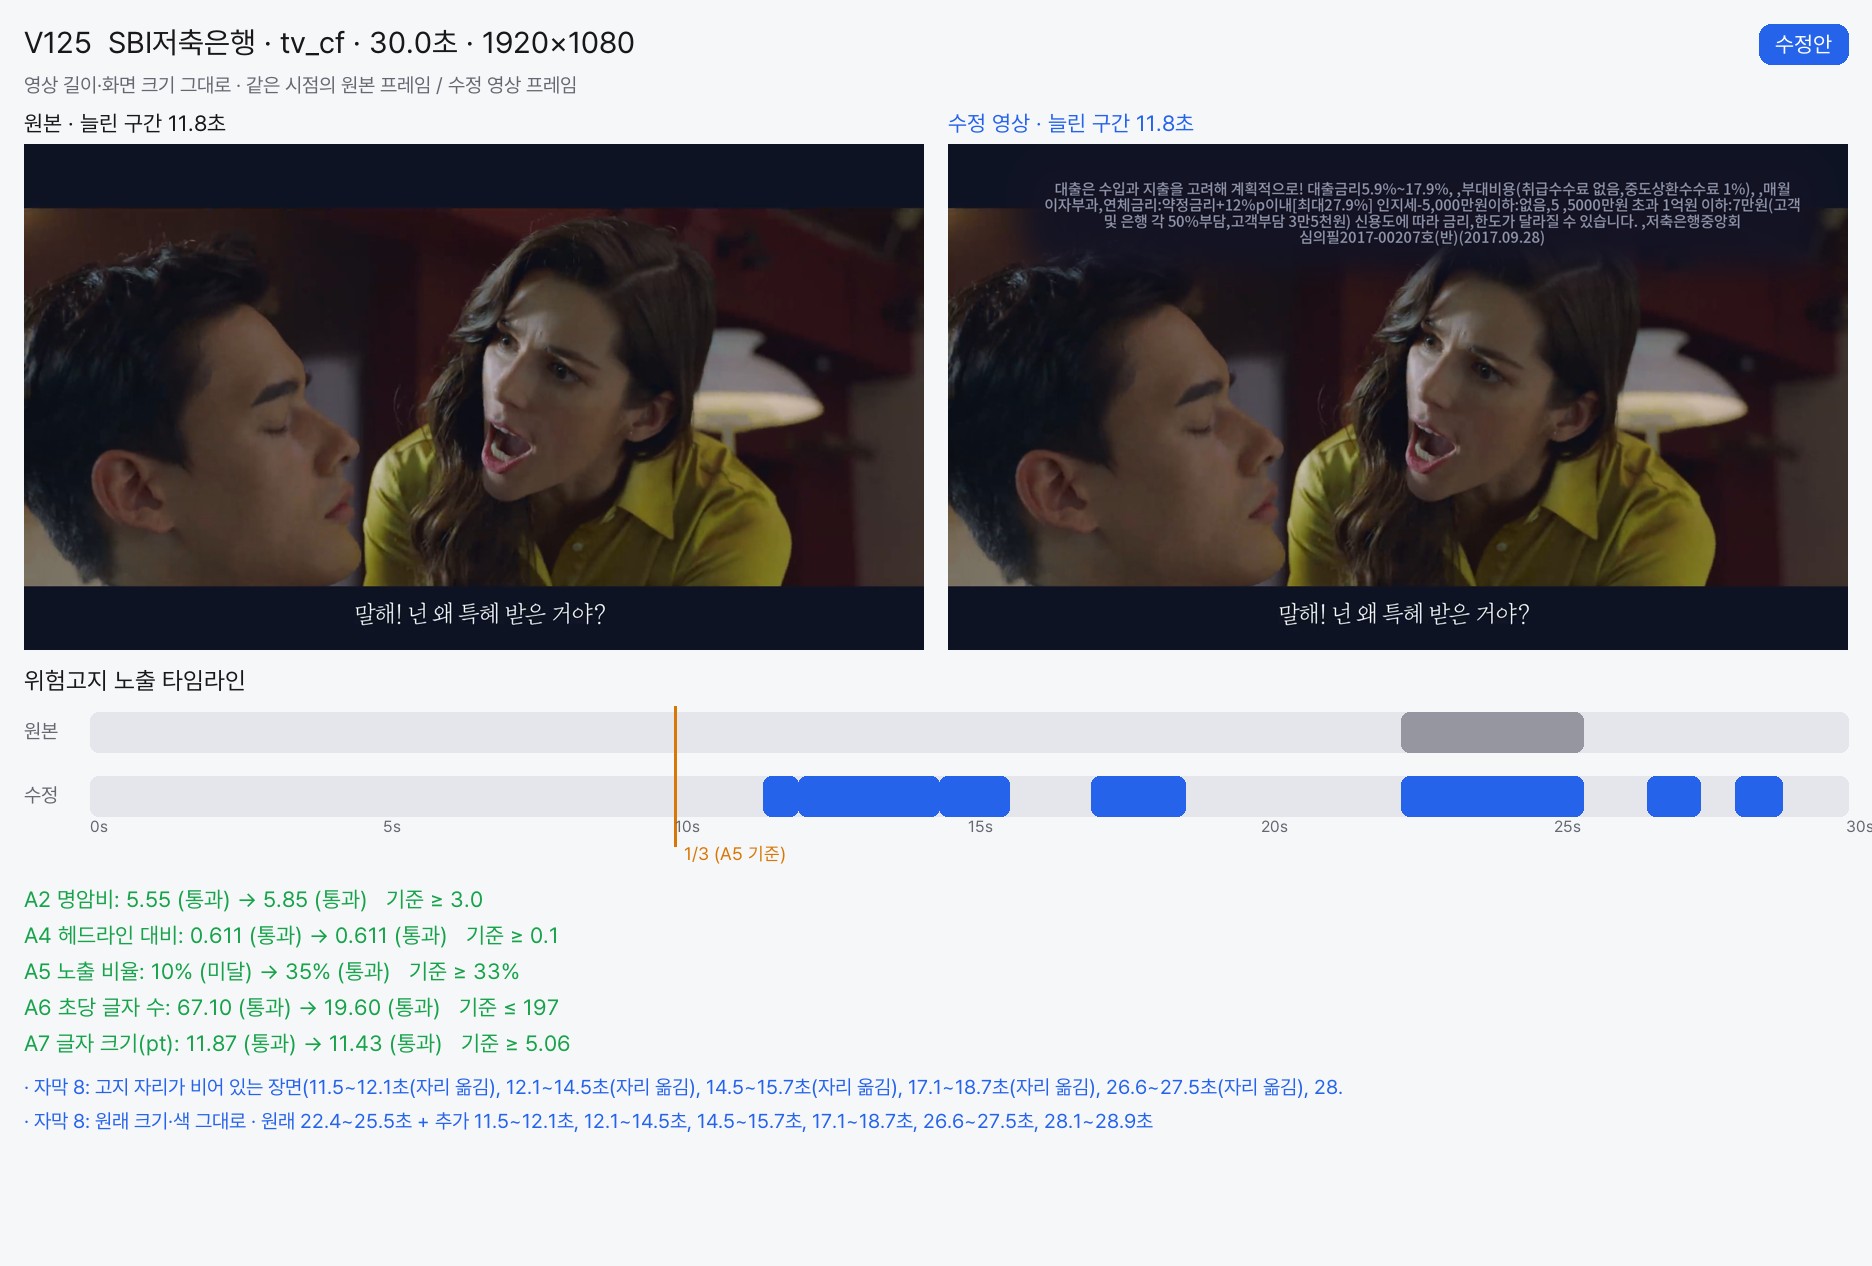 V125 SBI저축은행 · tv_cf · 30.0초 · 1920×1080
수정안
영상 길이·화면 크기 그대로 · 같은 시점의 원본 프레임 / 수정 영상 프레임
원본 · 늘린 구간 11.8초
수정 영상 · 늘린 구간 11.8초
대출은 수입과 지출을 고려해 계획적으로! 대출금리5.9%~17.9%, ,부대비용(취급수수료 없음,중도상환수수료 1%), ,매월
이자부과,연체금리:약정금리+12%p이내[최대27.9%] 인지세-5,000만원이하:없음,5 ,5000만원 초과 1억원 이하:7만원(고객
및 은행 각 50%부담,고객부담 3만5천원) 신용도에 따라 금리,한도가 달라질 수 있습니다. ,저축은행중앙회
심의필2017-00207호(반)(2017.09.28)
말해! 넌 왜 특혜 받은 거야?
말해! 넌 왜 특혜 받은 거야?
위험고지 노출 타임라인
원본
수정
0s 5s 10s 15s 20s 25s 30s
1/3 (A5 기준)
A2 명암비: 5.55 (통과) → 5.85 (통과) 기준 ≥ 3.0
A4 헤드라인 대비: 0.611 (통과) → 0.611 (통과) 기준 ≥ 0.1
A5 노출 비율: 10% (미달) → 35% (통과) 기준 ≥ 33%
A6 초당 글자 수: 67.10 (통과) → 19.60 (통과) 기준 ≤ 197
A7 글자 크기(pt): 11.87 (통과) → 11.43 (통과) 기준 ≥ 5.06
· 자막 8: 고지 자리가 비어 있는 장면(11.5~12.1초(자리 옮김), 12.1~14.5초(자리 옮김), 14.5~15.7초(자리 옮김), 17.1~18.7초(자리 옮김), 26.6~27.5초(자리 옮김), 28.
· 자막 8: 원래 크기·색 그대로 · 원래 22.4~25.5초 + 추가 11.5~12.1초, 12.1~14.5초, 14.5~15.7초, 17.1~18.7초, 26.6~27.5초, 28.1~28.9초